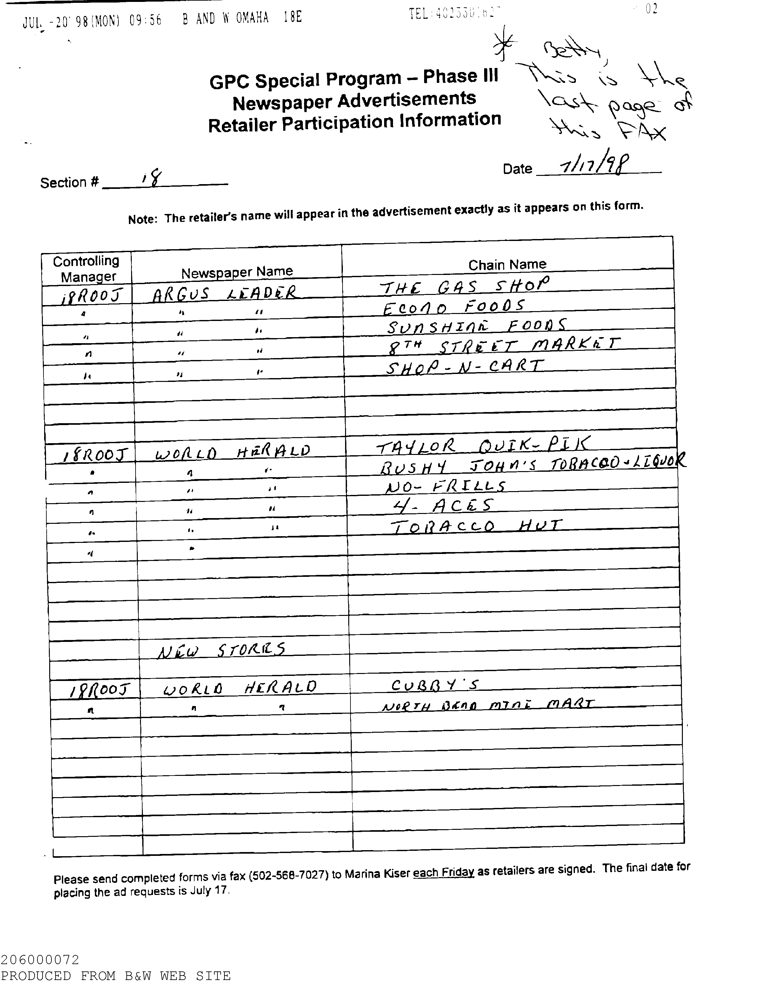 JUL -20' 98(MON) 09:56 B AND W OMAHA 18E TEL: 02
* Betty,
This is the
last page of
this FAX
GPC Special Program – Phase III
Newspaper Advertisements
Retailer Participation Information
Section # 18 Date 7/17/98
Note: The retailer's name will appear in the advertisement exactly as it appears on this form.
Controlling Manager Newspaper Name Chain Name
18ROOJ ARGUS LEADER THE GAS SHOP
" " " ECONO FOODS
" " " SUNSHINE FOODS
" " " 8TH STREET MARKET
" " " SHOP-N-CART
18ROOJ WORLD HERALD TAYLOR QUIK-PIK
" " " BUSHY JOHN'S TOBACCO + LIQUOR
" " " NO-FRILLS
" " " 4-ACES
" " " TOBACCO HUT
" "
NEW STORES
18ROOJ WORLD HERALD CUBBY'S
" " " NORTH BEND MINI MART
Please send completed forms via fax (502-568-7027) to Marina Kiser each Friday as retailers are signed. The final date for
placing the ad requests is July 17.
206000072
PRODUCED FROM B&W WEB SITE